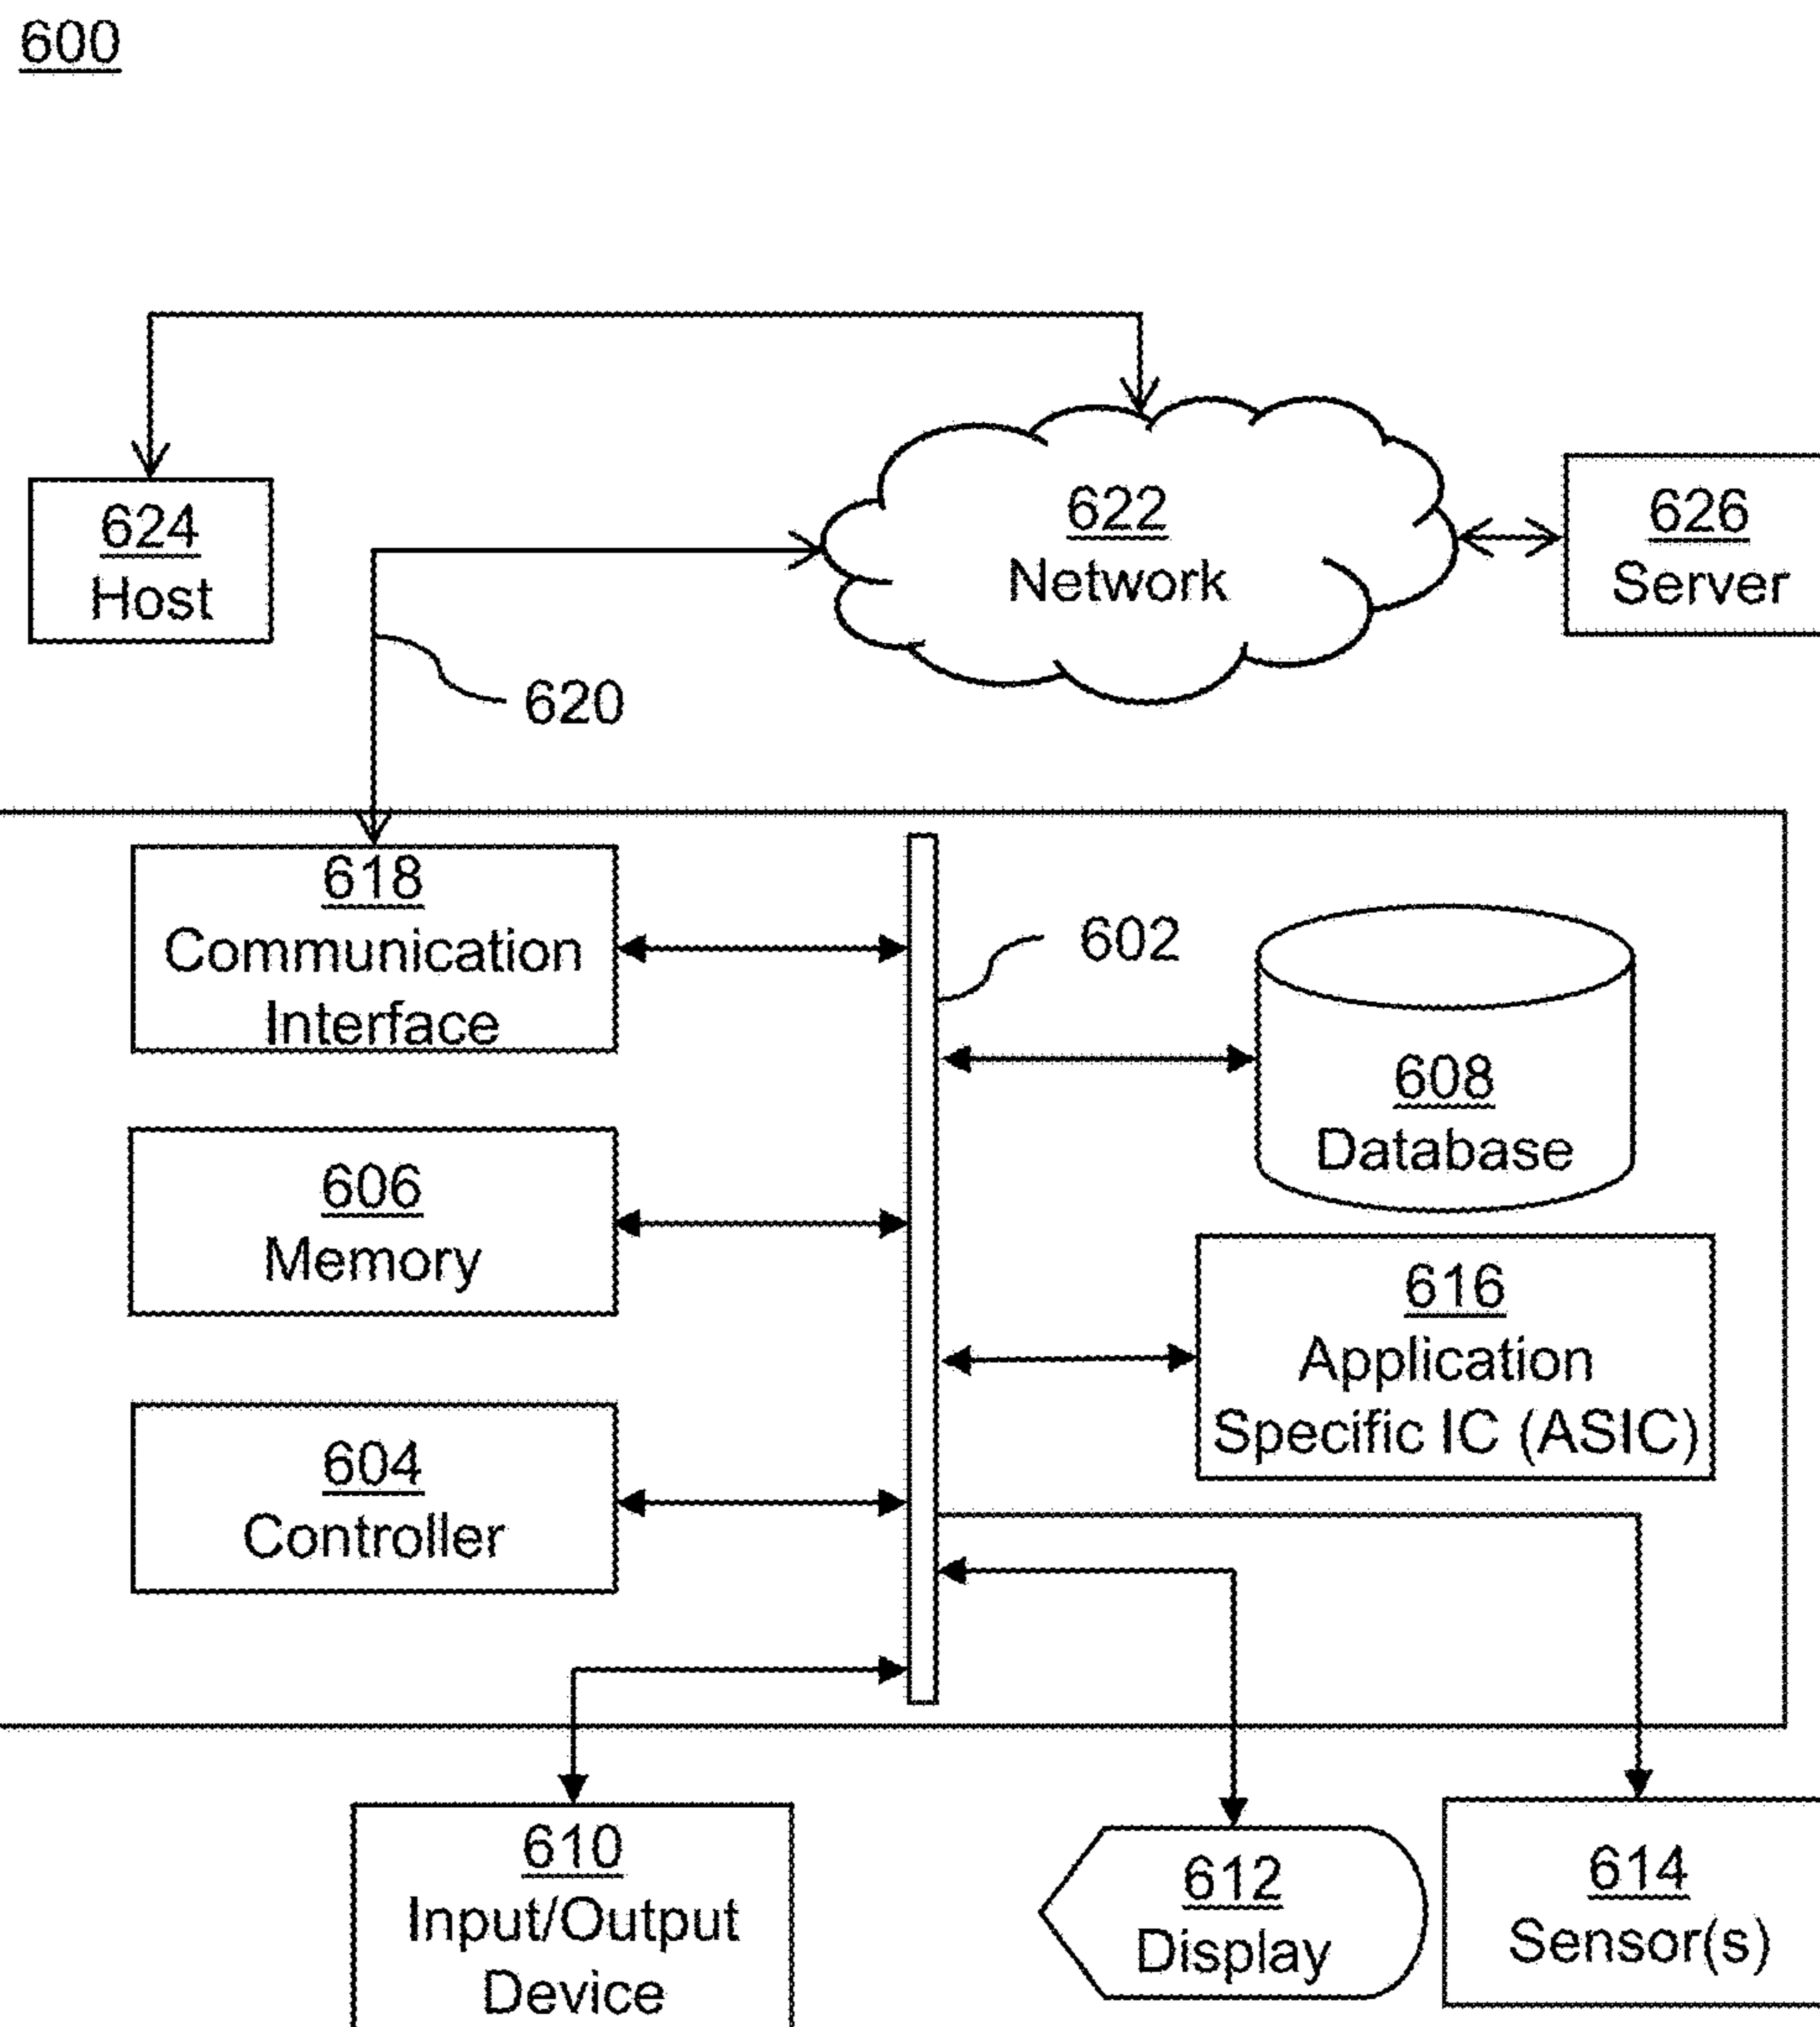 600
624
Host
622
Network
626
Server
620
618
Communication
Interface
602
608
Database
606
Memory
616
Application
Specific IC (ASIC)
604
Controller
610
Input/Output
Device
612
Display
614
Sensor(s)